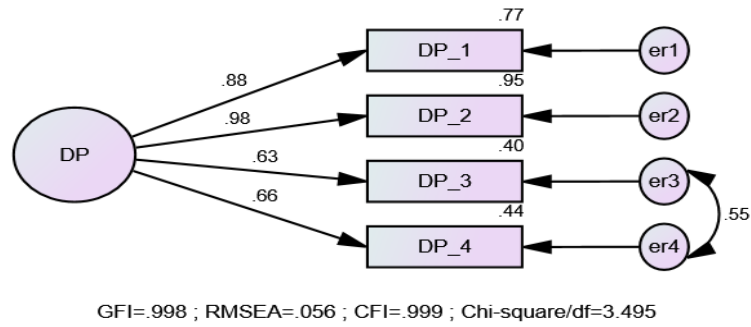 .77
DP_1
er1
.88
.95
DP_2
er2
.98
DP
.40
DP_3
er3
.63
.44
.66
.55
DP_4
er4
GFI=.998 ; RMSEA=.056 ; CFI=.999 ; Chi-square/df=3.495